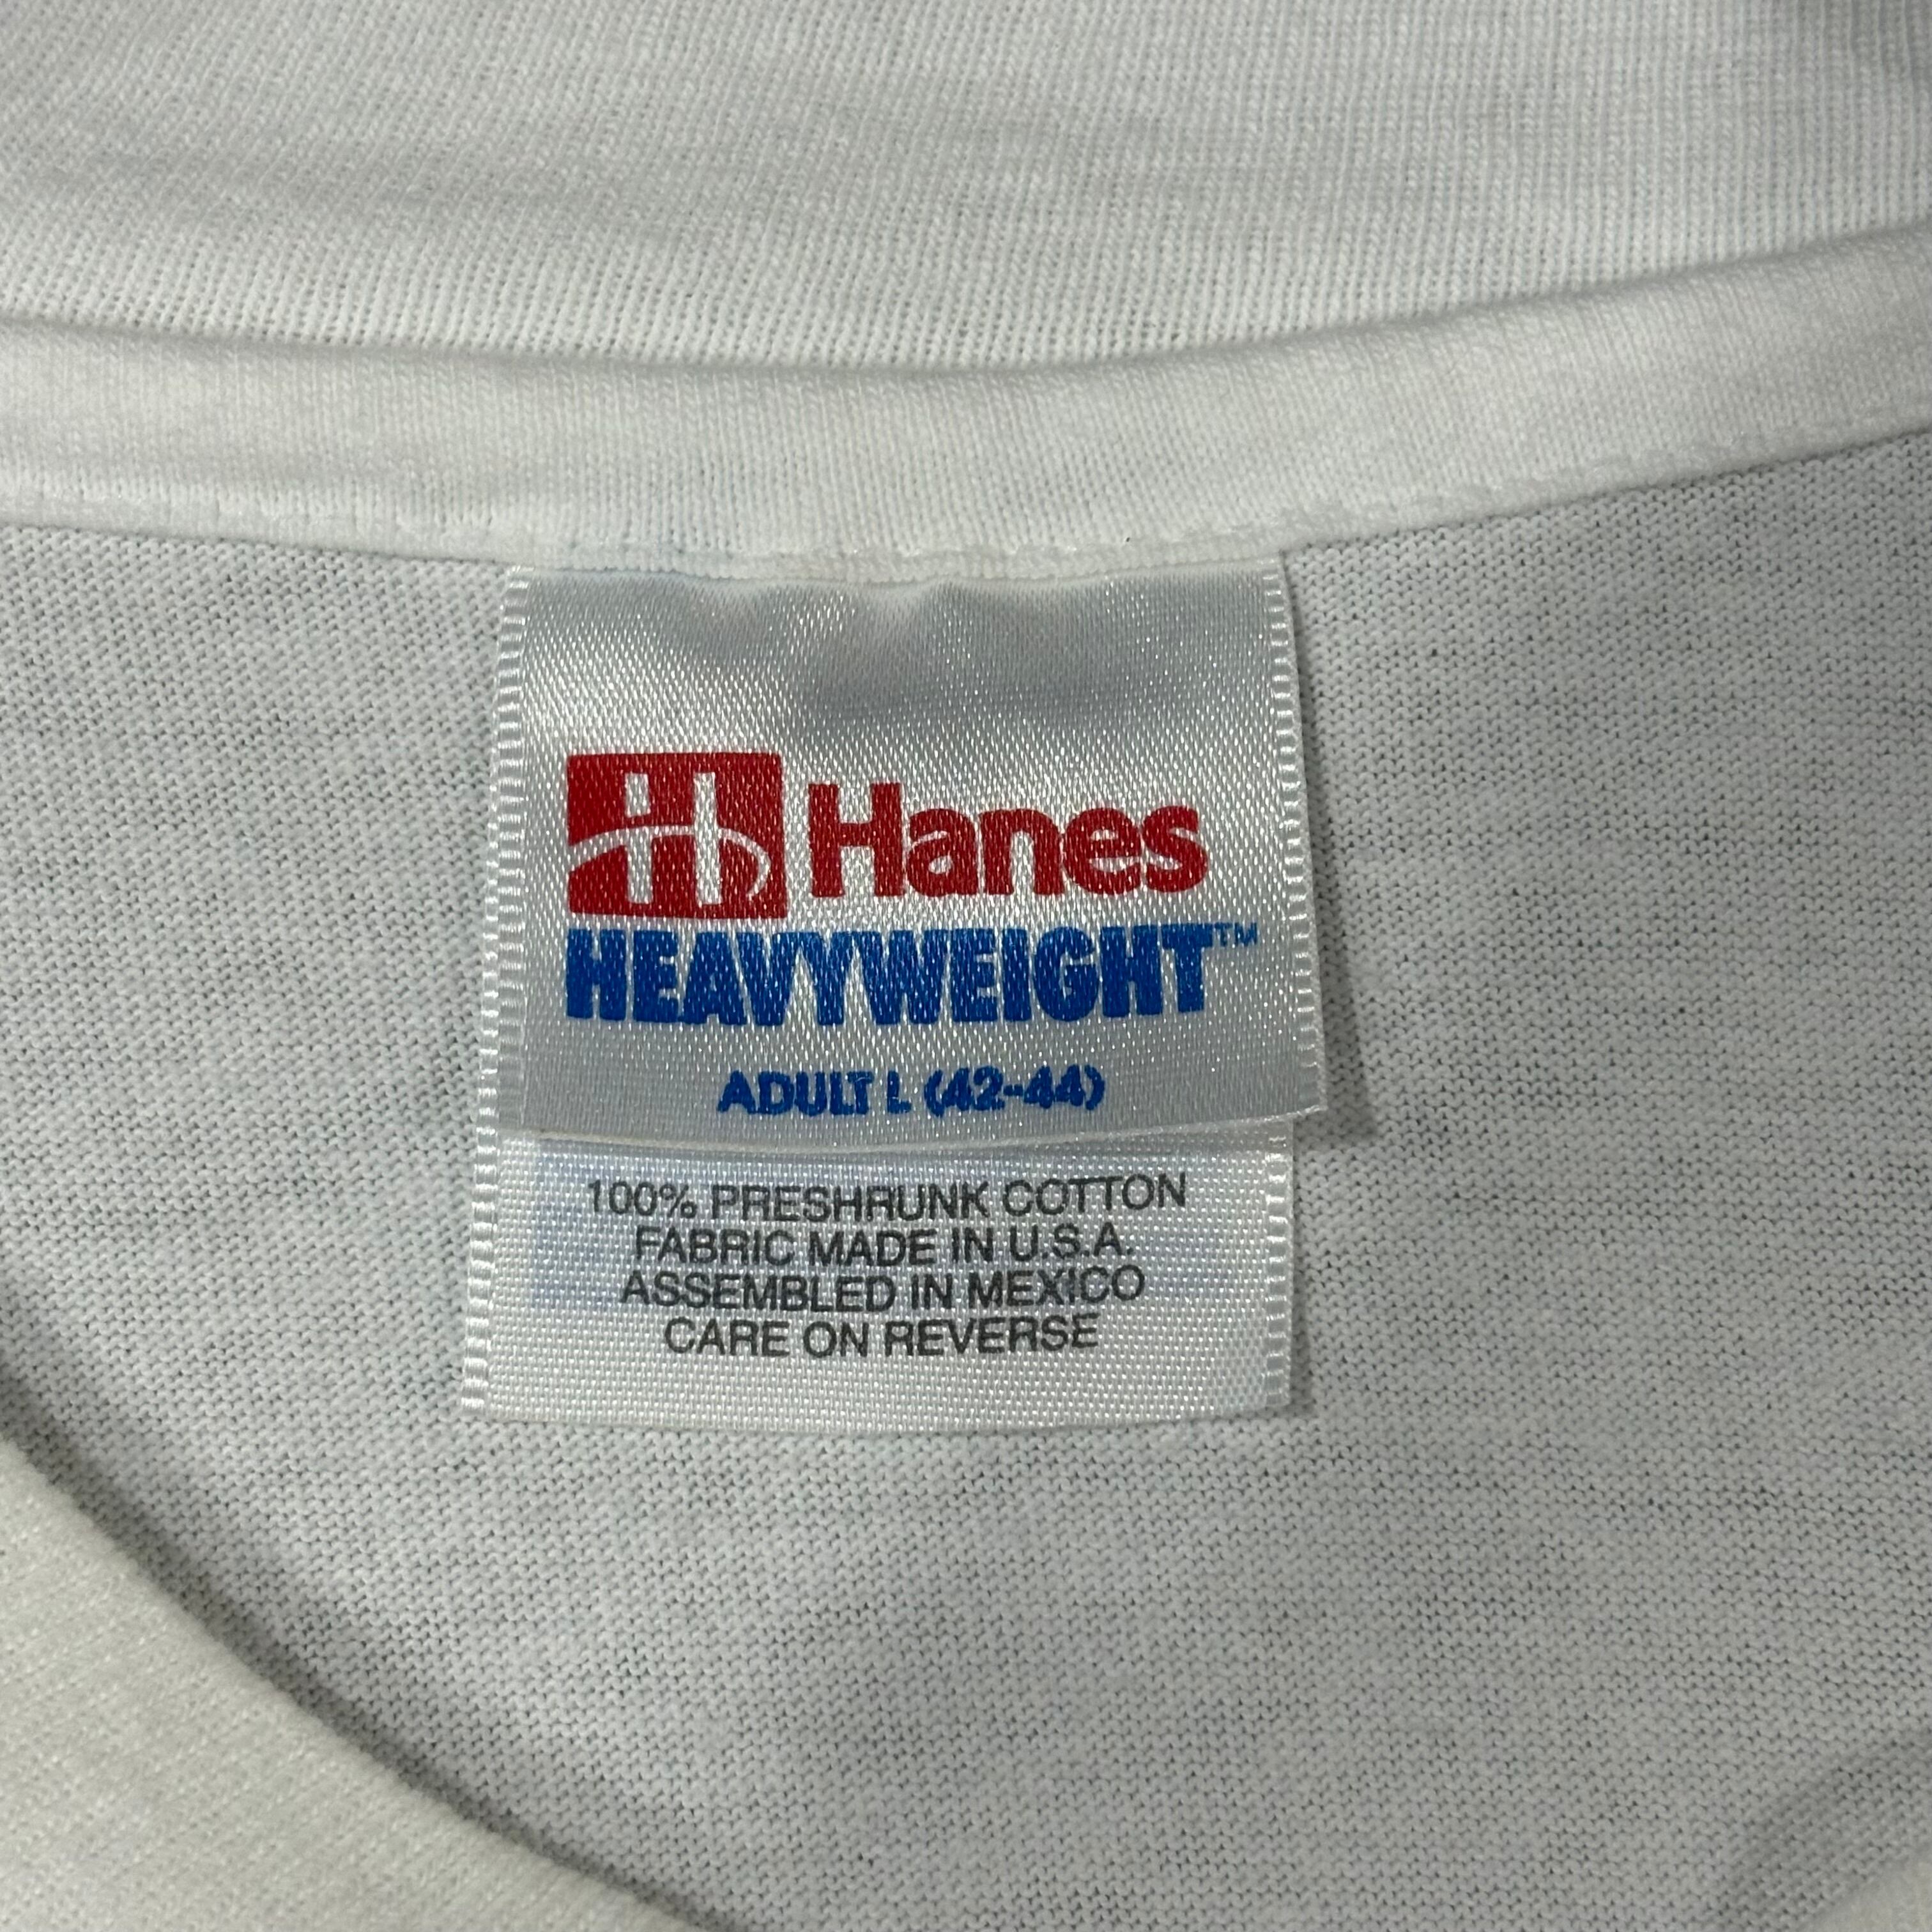 Hanes
HEAVYWEIGHT™
ADULT L (42-44)
100% PRESHRUNK COTTON
FABRIC MADE IN U.S.A.
ASSEMBLED IN MEXICO
CARE ON REVERSE